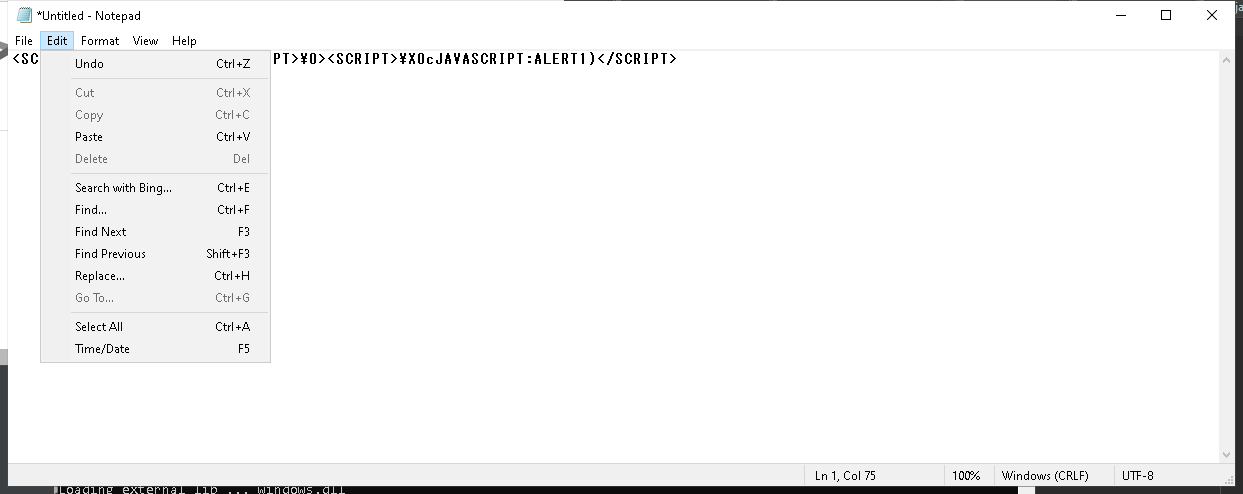 *Untitled - Notepad
File Edit Format View Help
<SC PT>¥0><SCRIPT>¥X0cJAVASCRIPT:ALERT1)</SCRIPT>
Undo Ctrl+Z
Cut Ctrl+X
Copy Ctrl+C
Paste Ctrl+V
Delete Del
Search with Bing... Ctrl+E
Find... Ctrl+F
Find Next F3
Find Previous Shift+F3
Replace... Ctrl+H
Go To... Ctrl+G
Select All Ctrl+A
Time/Date F5
Ln 1, Col 75 100% Windows (CRLF) UTF-8
Loading external lib ... windows.dll